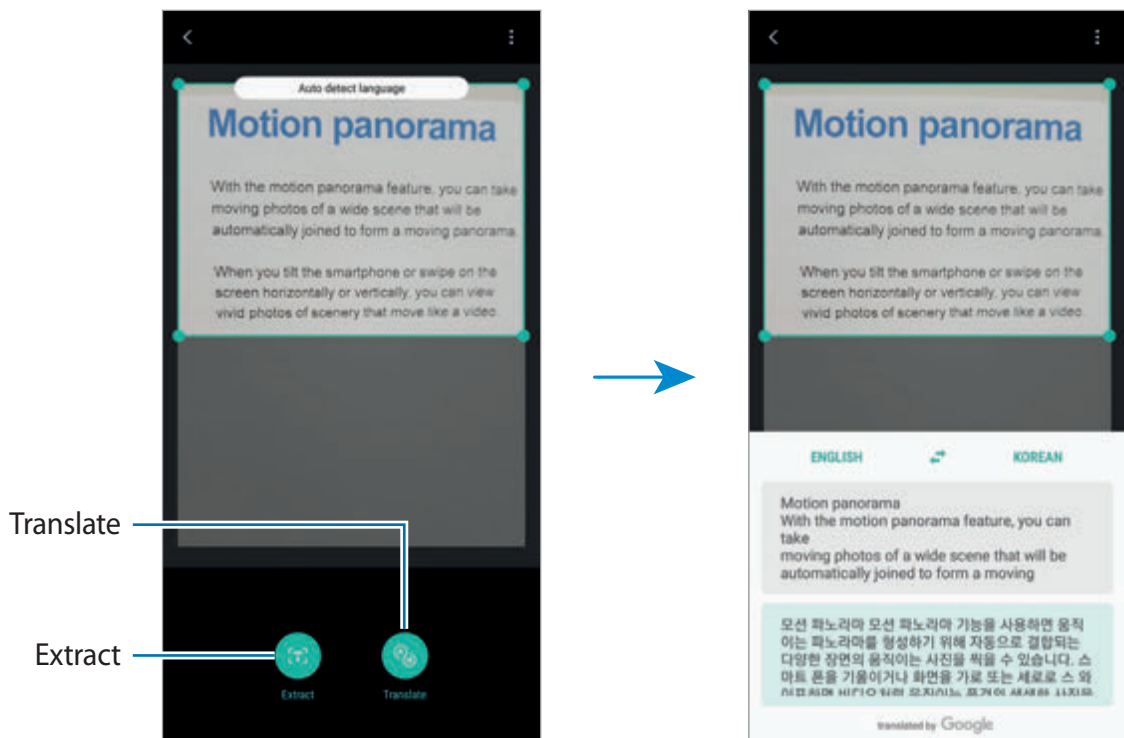 Auto detect language
Motion panorama
With the motion panorama feature, you can take
moving photos of a wide scene that will be
automatically joined to form a moving panorama.
When you tilt the smartphone or swipe on the
screen horizontally or vertically, you can view
vivid photos of scenery that move like a video.
Translate
Extract
Extract
Translate
Motion panorama
With the motion panorama feature, you can take
moving photos of a wide scene that will be
automatically joined to form a moving panorama.
When you tilt the smartphone or swipe on the
screen horizontally or vertically, you can view
vivid photos of scenery that move like a video.
ENGLISH
KOREAN
Motion panorama
With the motion panorama feature, you can
take
moving photos of a wide scene that will be
automatically joined to form a moving
모션 파노라마 모션 파노라마 기능을 사용하면 움직
이는 파노라마를 형성하기 위해 자동으로 결합되는
다양한 장면의 움직이는 사진을 찍을 수 있습니다. 스
마트 폰을 기울이거나 화면을 가로 또는 세로로 스 와
translated by Google